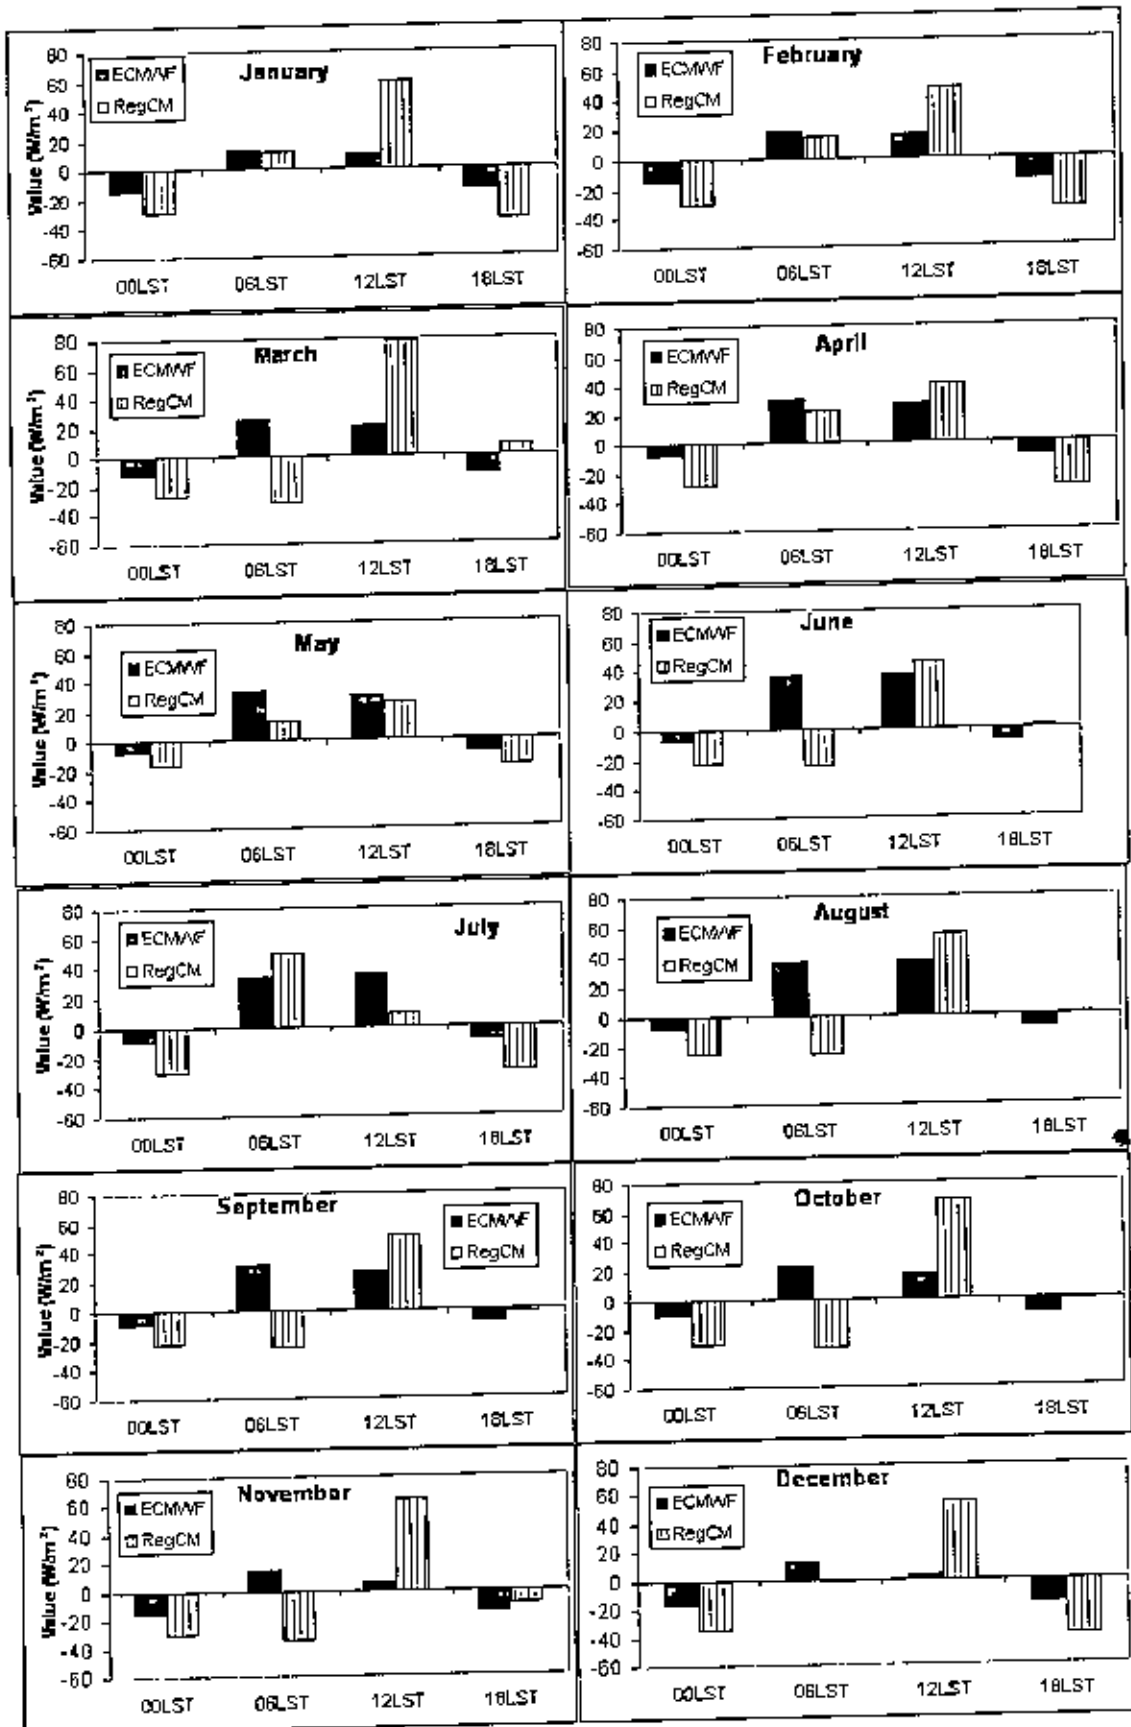 January
80
60
40
20
0
-20
-40
-60
Value (W/m²)
ECMWF
RegCM
00LST 06LST 12LST 18LST
February
80
60
40
20
0
-20
-40
-60
ECMWF
RegCM
00LST 06LST 12LST 18LST
March
80
60
40
20
0
-20
-40
-60
Value (W/m²)
ECMWF
RegCM
00LST 06LST 12LST 18LST
April
80
60
40
20
0
-20
-40
-60
ECMWF
RegCM
00LST 06LST 12LST 18LST
May
80
60
40
20
0
-20
-40
-60
Value (W/m²)
ECMWF
RegCM
00LST 06LST 12LST 18LST
June
80
60
40
20
0
-20
-40
-60
ECMWF
RegCM
00LST 06LST 12LST 18LST
July
80
60
40
20
0
-20
-40
-60
Value (W/m²)
ECMWF
RegCM
00LST 06LST 12LST 18LST
August
80
60
40
20
0
-20
-40
-60
ECMWF
RegCM
00LST 06LST 12LST 18LST
September
80
60
40
20
0
-20
-40
-60
Value (W/m²)
ECMWF
RegCM
00LST 06LST 12LST 18LST
October
80
60
40
20
0
-20
-40
-60
ECMWF
RegCM
00LST 06LST 12LST 18LST
November
80
60
40
20
0
-20
-40
-60
Value (W/m²)
ECMWF
RegCM
00LST 06LST 12LST 18LST
December
80
60
40
20
0
-20
-40
-60
ECMWF
RegCM
00LST 06LST 12LST 18LST